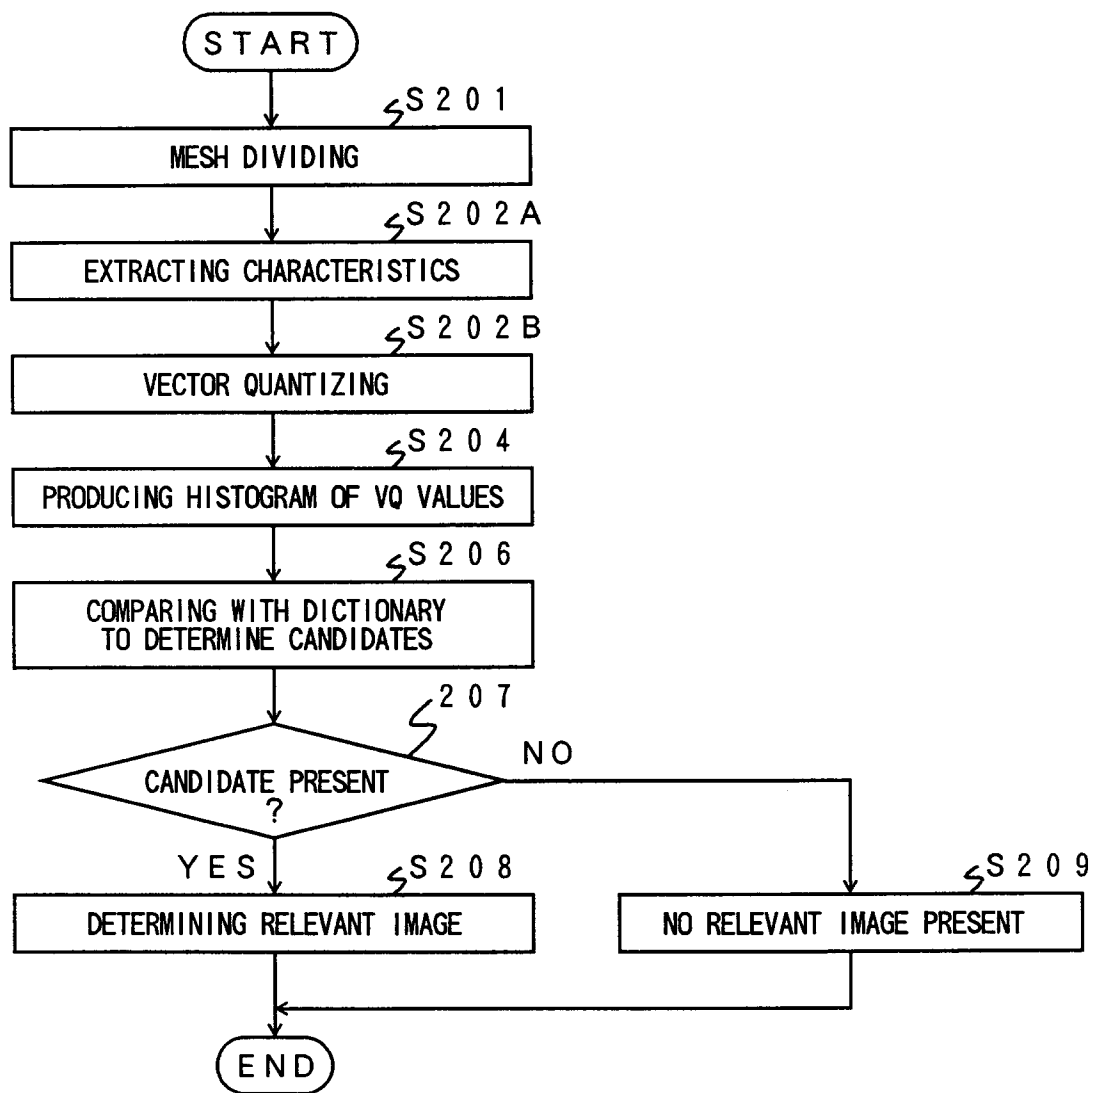 START
S201
MESH DIVIDING
S202A
EXTRACTING CHARACTERISTICS
S202B
VECTOR QUANTIZING
S204
PRODUCING HISTOGRAM OF VQ VALUES
S206
COMPARING WITH DICTIONARY
TO DETERMINE CANDIDATES
207
CANDIDATE PRESENT
?
NO
YES
S208
DETERMINING RELEVANT IMAGE
S209
NO RELEVANT IMAGE PRESENT
END